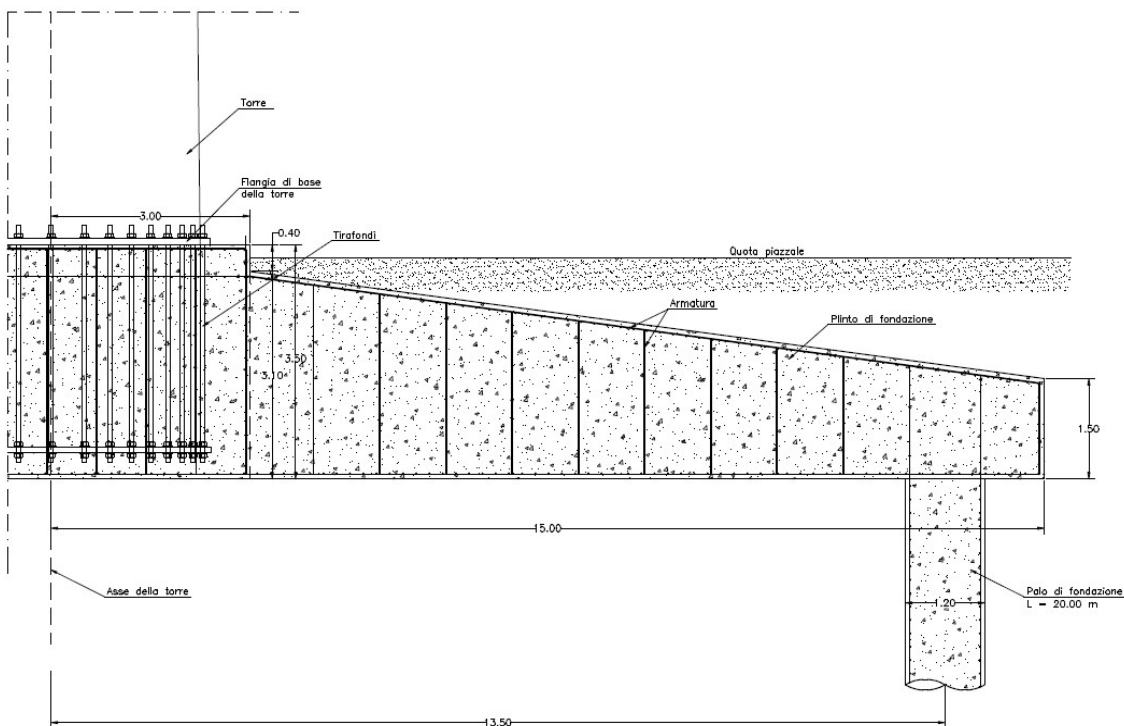 Torre
Flangia di base
della torre
3.00
0.40
Tirafondi
Quota piazzale
Armatura
Plinto di fondazione
3.50
3.10
1.50
15.00
Asse della torre
1.20
Palo di fondazione
L = 20.00 m
13.50